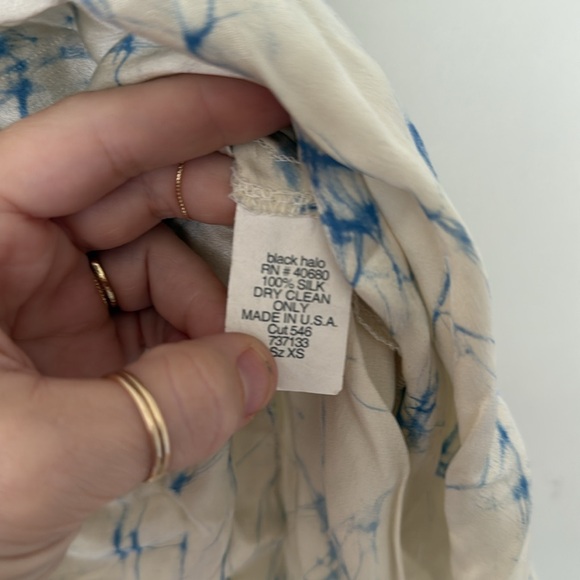 black halo
RN # 40680
100% SILK
DRY CLEAN
ONLY
MADE IN U.S.A.
Cut 546
737133
Sz XS